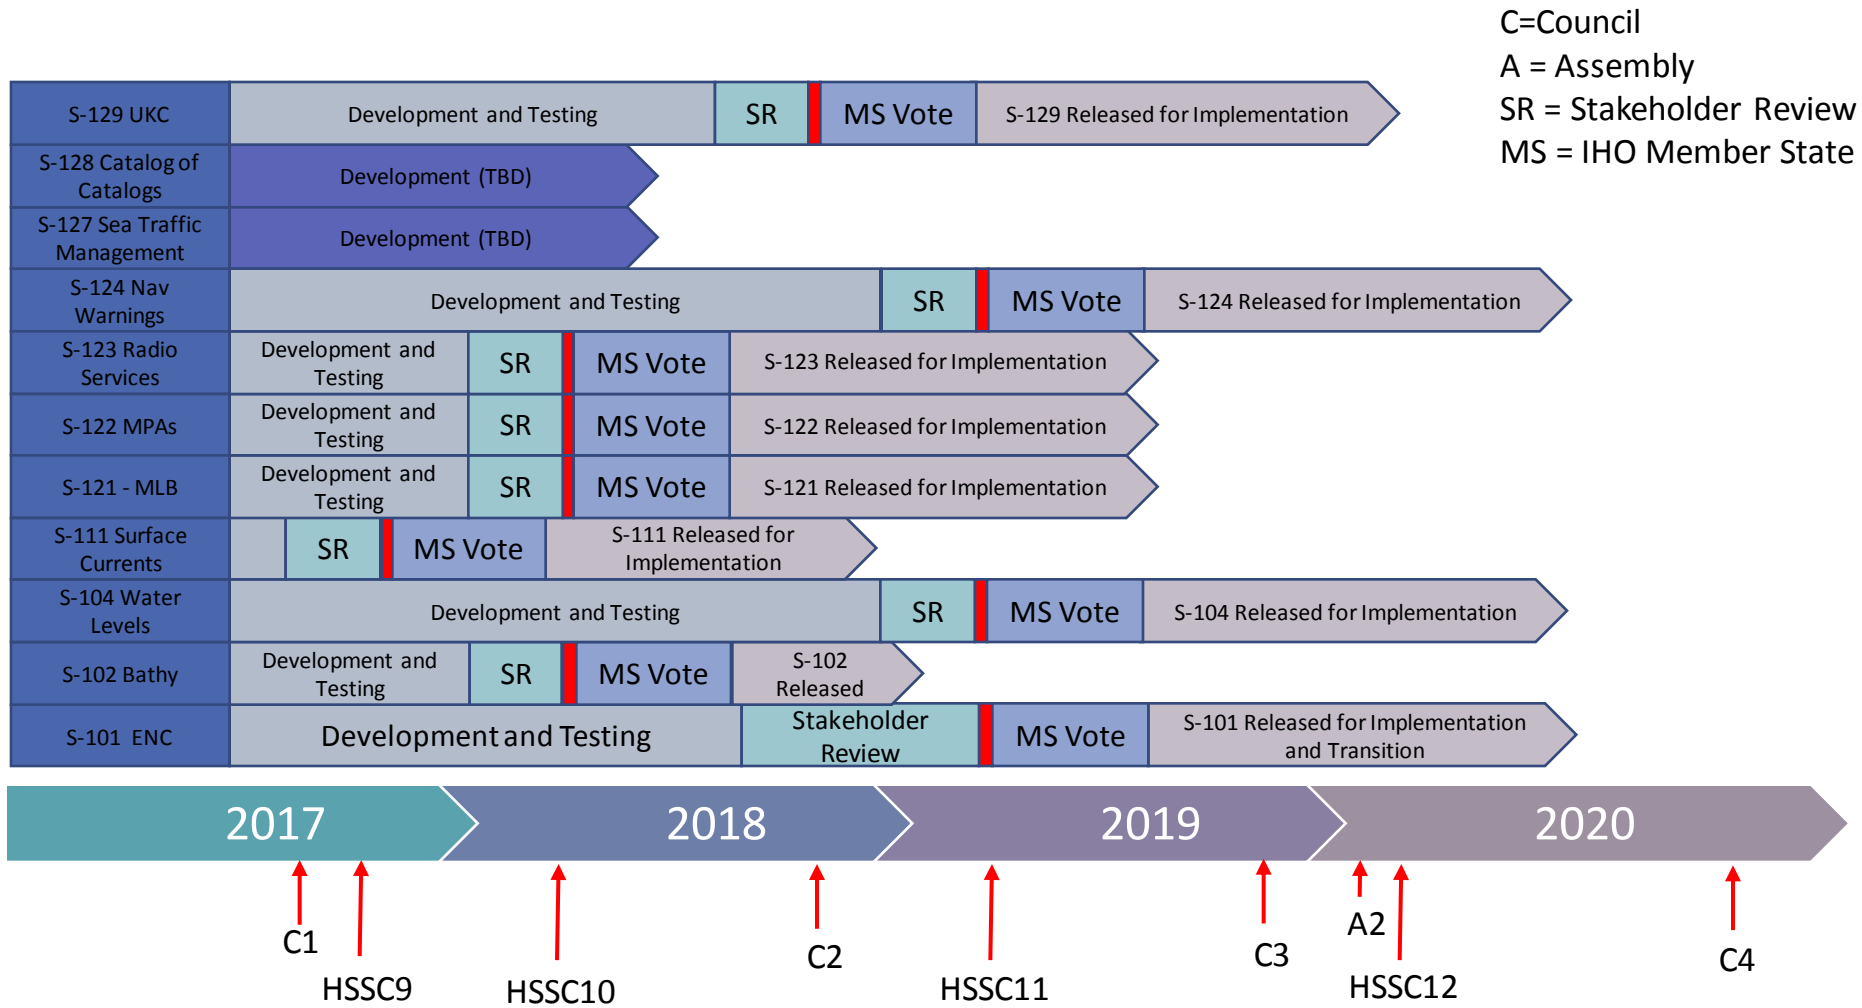 C=Council
A = Assembly
SR = Stakeholder Review
MS = IHO Member State
S-129 UKC
Development and Testing
SR
MS Vote
S-129 Released for Implementation
S-128 Catalog of
Catalogs
Development (TBD)
S-127 Sea Traffic
Management
Development (TBD)
S-124 Nav
Warnings
Development and Testing
SR
MS Vote
S-124 Released for Implementation
S-123 Radio
Services
Development and
Testing
SR
MS Vote
S-123 Released for Implementation
S-122 MPAs
Development and
Testing
SR
MS Vote
S-122 Released for Implementation
S-121 - MLB
Development and
Testing
SR
MS Vote
S-121 Released for Implementation
S-111 Surface
Currents
SR
MS Vote
S-111 Released for
Implementation
S-104 Water
Levels
Development and Testing
SR
MS Vote
S-104 Released for Implementation
S-102 Bathy
Development and
Testing
SR
MS Vote
S-102
Released
S-101 ENC
Development and Testing
Stakeholder
Review
MS Vote
S-101 Released for Implementation
and Transition
2017
2018
2019
2020
C1
HSSC9
HSSC10
C2
HSSC11
C3
A2
HSSC12
C4